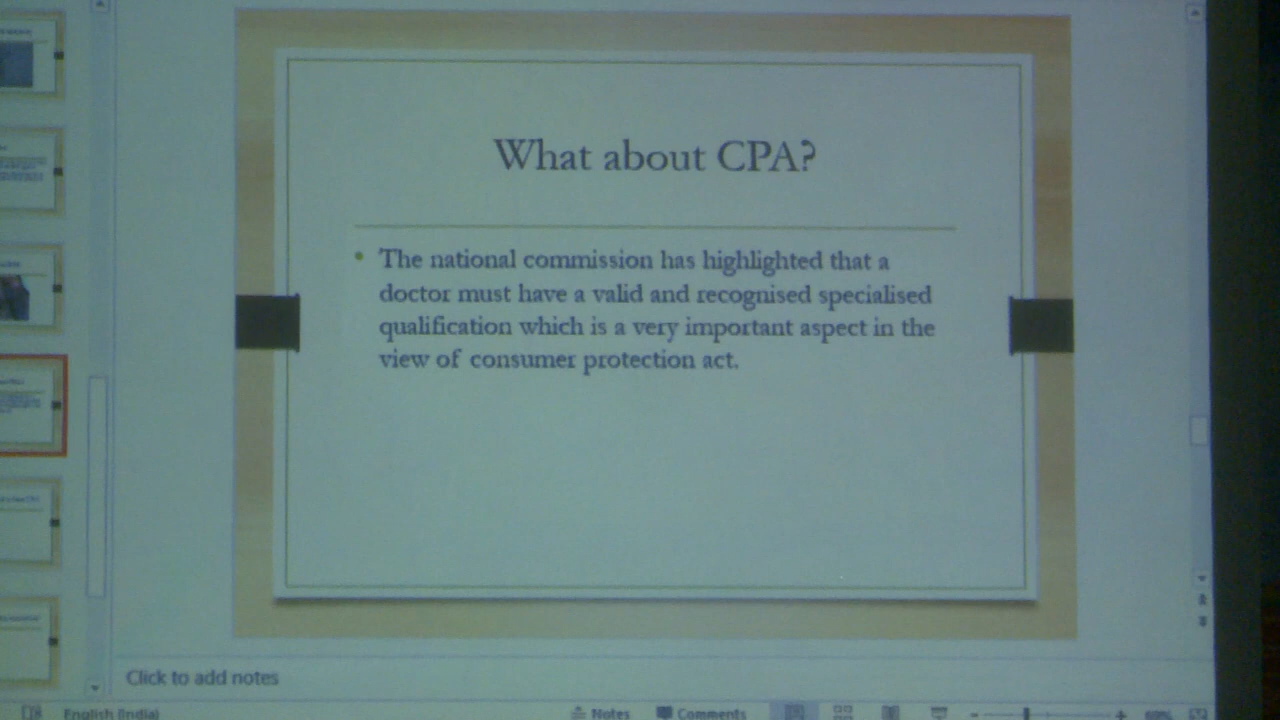 What about CPA?
• The national commission has highlighted that a
doctor must have a valid and recognised specialised
qualification which is a very important aspect in the
view of consumer protection act.
Click to add notes
English (India)
Notes
Comments
60%